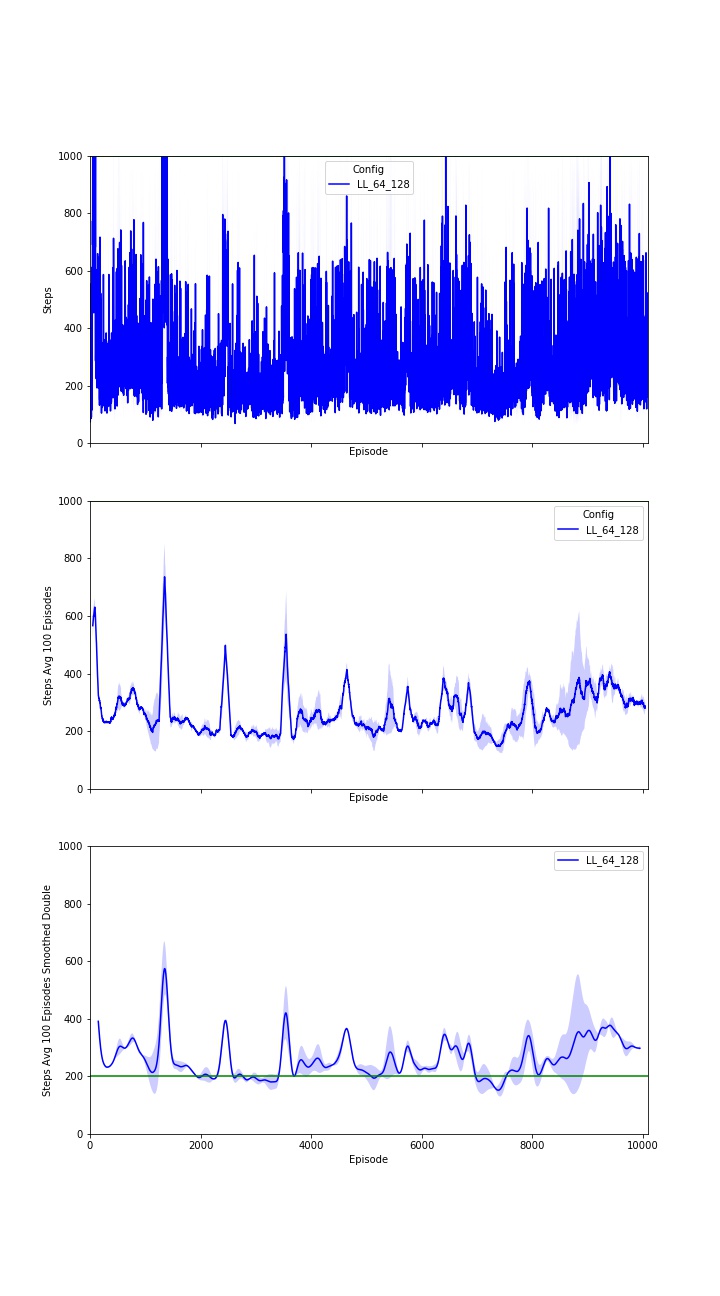 1000
Config
LL_64_128
800
600
Steps
400
200
0
Episode
1000
Config
LL_64_128
800
600
Steps Avg 100 Episodes
400
200
0
Episode
1000
LL_64_128
800
600
Steps Avg 100 Episodes Smoothed Double
400
200
0
0 2000 4000 6000 8000 10000
Episode